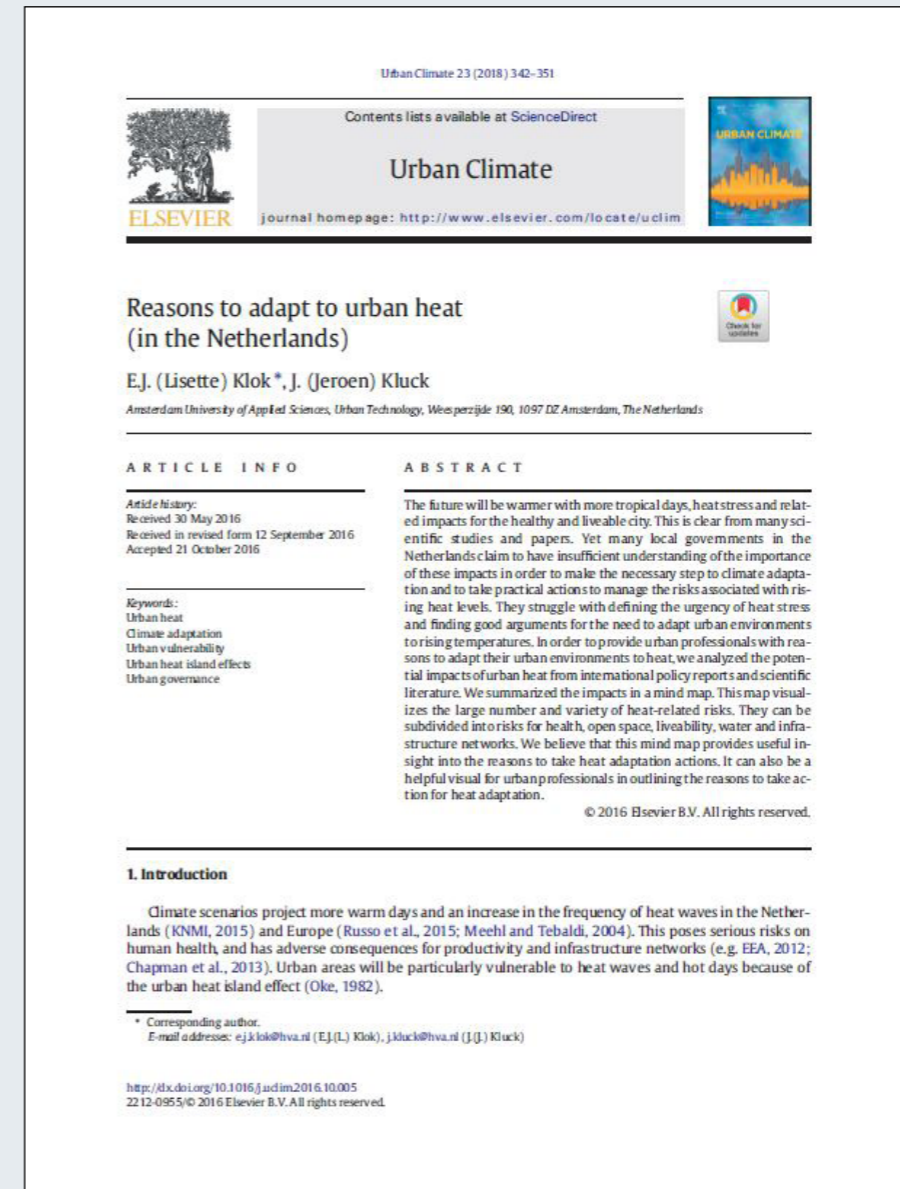 Urban Climate 23 (2018) 342–351
Contents lists available at ScienceDirect
Urban Climate
journal homepage: http://www.elsevier.com/locate/uclim
ELSEVIER
URBAN CLIMATE
Reasons to adapt to urban heat
(in the Netherlands)
Check for
updates
E.J. (Lisette) Klok *, J. (Jeroen) Kluck
Amsterdam University of Applied Sciences, Urban Technology, Weesperzijde 190, 1097 DZ Amsterdam, The Netherlands
ARTICLE INFO
Article history:
Received 30 May 2016
Received in revised form 12 September 2016
Accepted 21 October 2016
Keywords:
Urban heat
Climate adaptation
Urban vulnerability
Urban heat island effects
Urban governance
ABSTRACT
The future will be warmer with more tropical days, heat stress and relat-
ed impacts for the healthy and liveable city. This is clear from many sci-
entific studies and papers. Yet many local governments in the
Netherlands claim to have insufficient understanding of the importance
of these impacts in order to make the necessary step to climate adapta-
tion and to take practical actions to manage the risks associated with ris-
ing heat levels. They struggle with defining the urgency of heat stress
and finding good arguments for the need to adapt urban environments
to rising temperatures. In order to provide urban professionals with rea-
sons to adapt their urban environments to heat, we analyzed the poten-
tial impacts of urban heat from international policy reports and scientific
literature. We summarized the impacts in a mind map. This map visual-
izes the large number and variety of heat-related risks. They can be
subdivided into risks for health, open space, liveability, water and infra-
structure networks. We believe that this mind map provides useful in-
sight into the reasons to take heat adaptation actions. It can also be a
helpful visual for urban professionals in outlining the reasons to take ac-
tion for heat adaptation.
© 2016 Elsevier B.V. All rights reserved.
1. Introduction
Climate scenarios project more warm days and an increase in the frequency of heat waves in the Nether-
lands (KNMI, 2015) and Europe (Russo et al., 2015; Meehl and Tebaldi, 2004). This poses serious risks on
human health, and has adverse consequences for productivity and infrastructure networks (e.g. EEA, 2012;
Chapman et al., 2013). Urban areas will be particularly vulnerable to heat waves and hot days because of
the urban heat island effect (Oke, 1982).
* Corresponding author.
E-mail addresses: e.j.klok@hva.nl (E.J.(L.) Klok), j.kluck@hva.nl (J.(J.) Kluck)
http://dx.doi.org/10.1016/j.uclim.2016.10.005
2212-0955/© 2016 Elsevier B.V. All rights reserved.